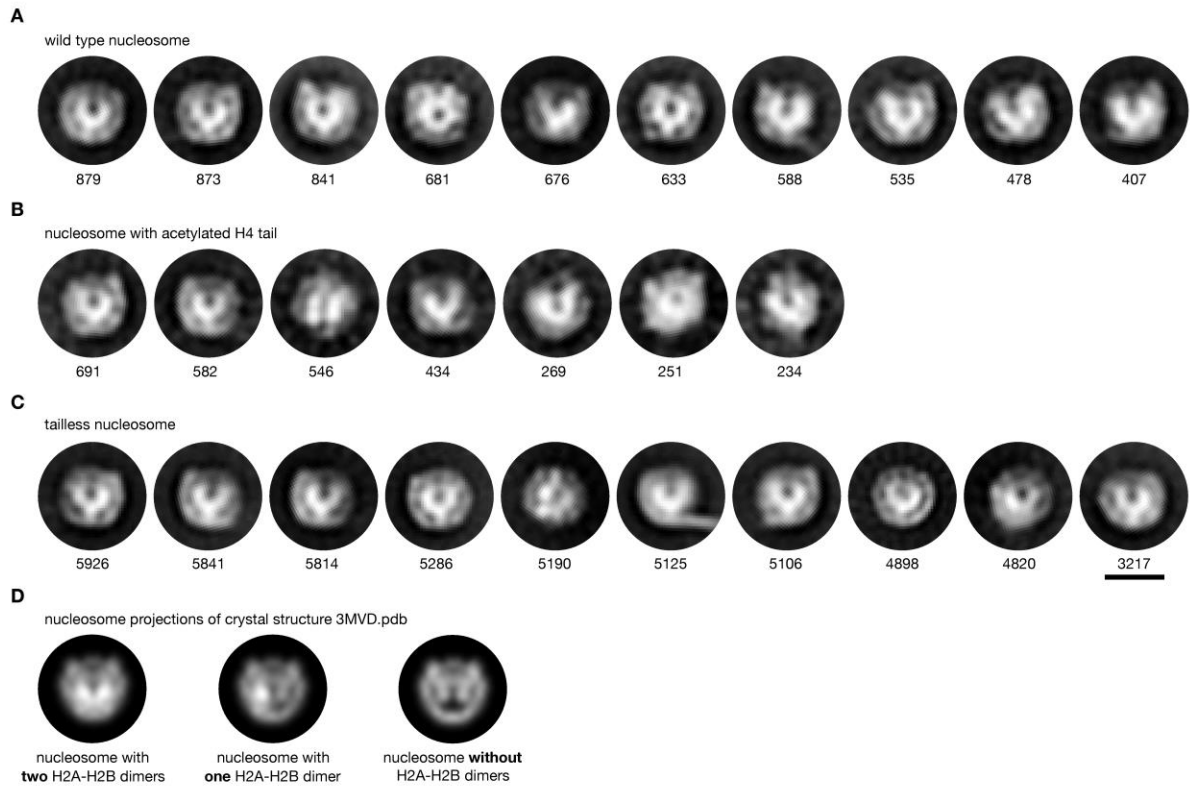 A
wild type nucleosome
879 873 841 681 676 633 588 535 478 407
B
nucleosome with acetylated H4 tail
691 582 546 434 269 251 234
C
tailless nucleosome
5926 5841 5814 5286 5190 5125 5106 4898 4820 3217
D
nucleosome projections of crystal structure 3MVD.pdb
nucleosome with
two H2A-H2B dimers
nucleosome with
one H2A-H2B dimer
nucleosome without
H2A-H2B dimers